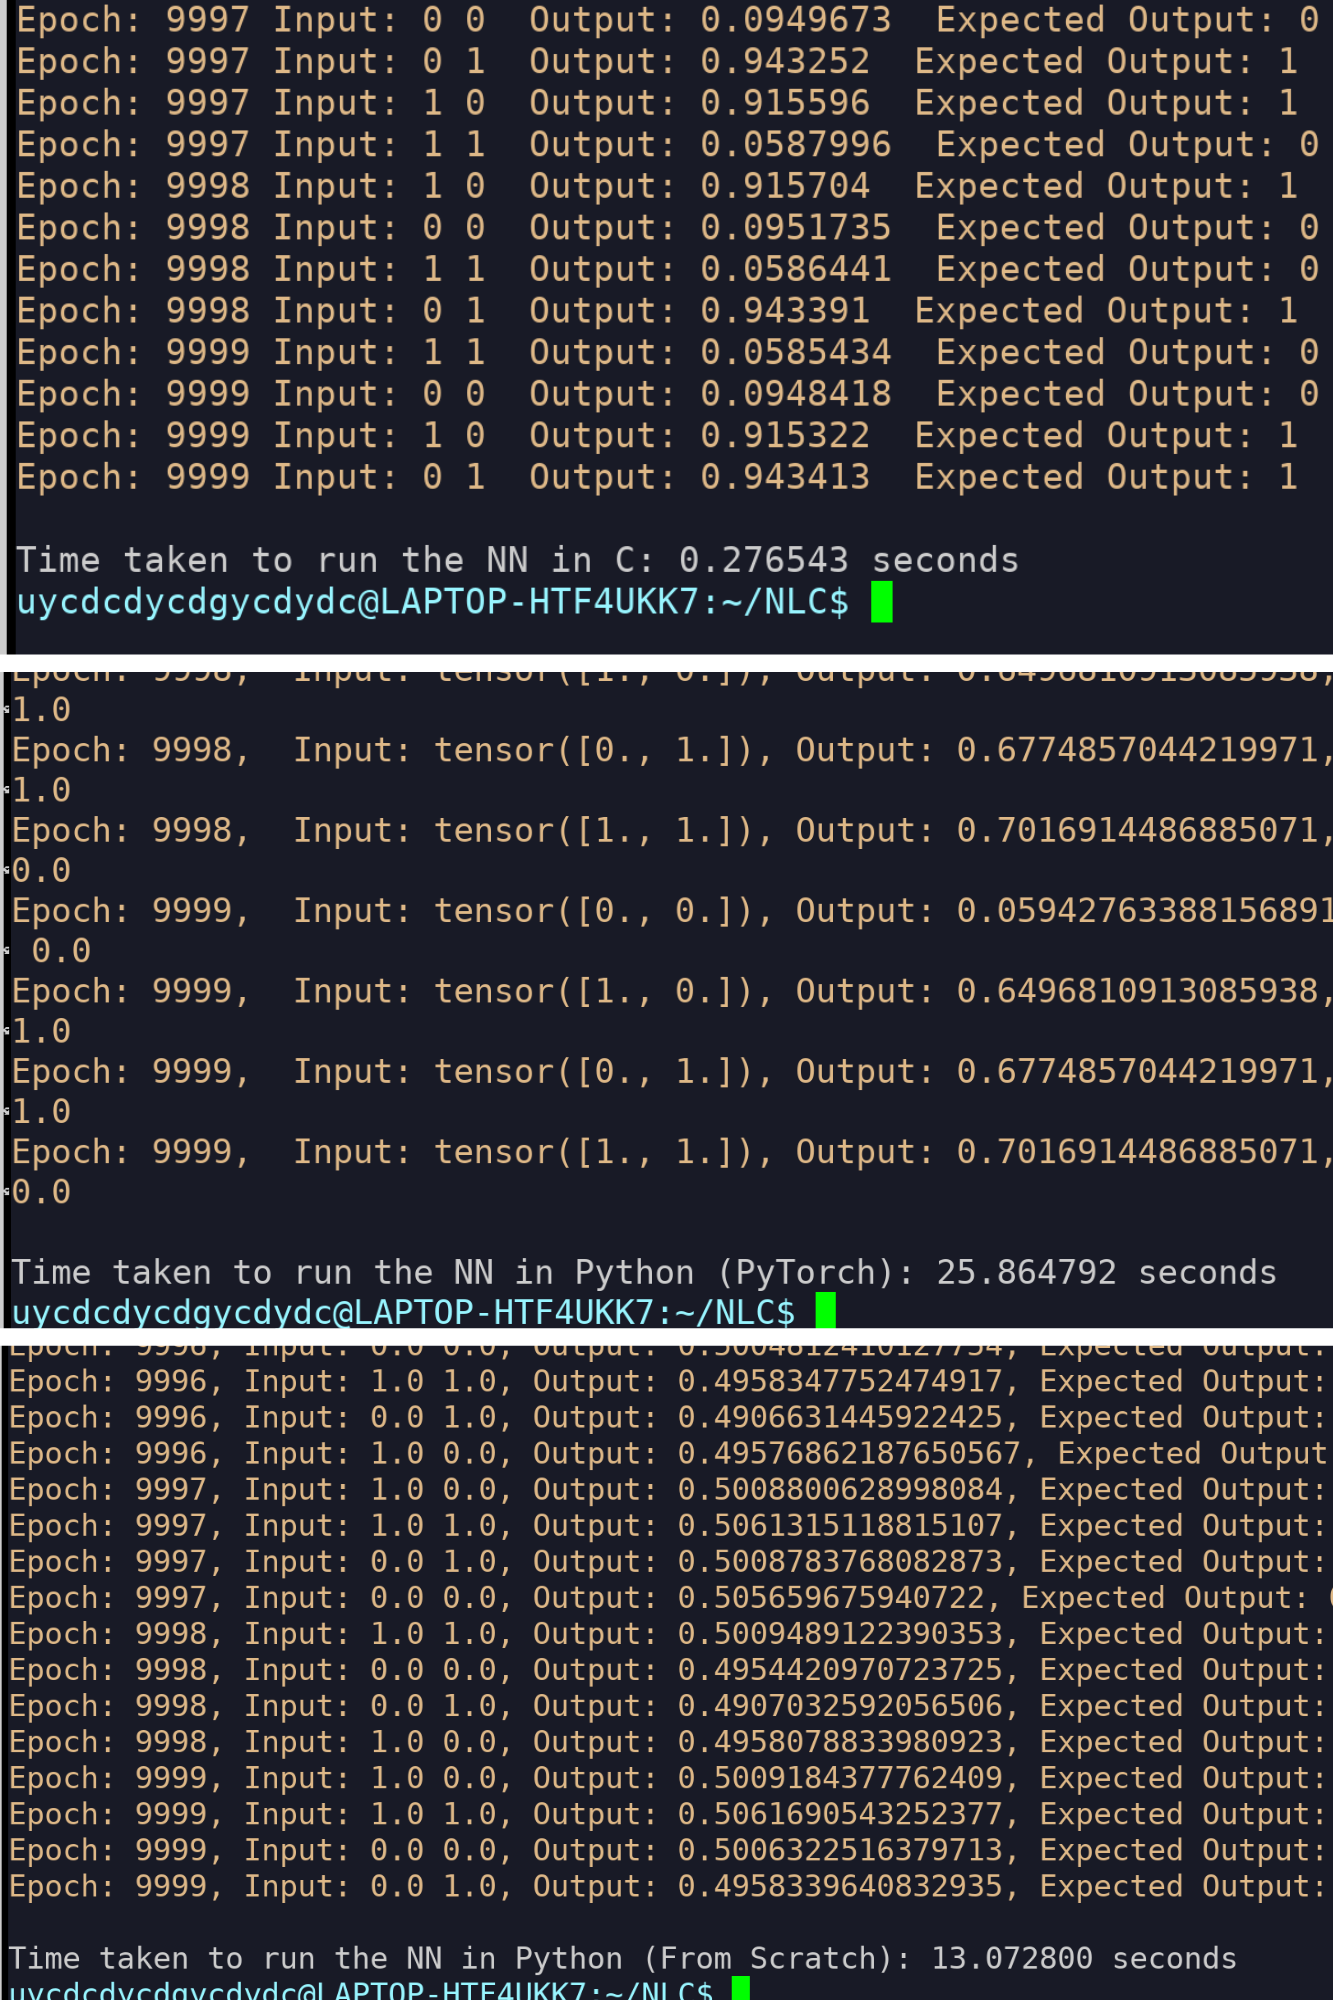 Epoch: 9997 Input: 0 0  Output: 0.0949673  Expected Output: 0
Epoch: 9997 Input: 0 1  Output: 0.943252  Expected Output: 1
Epoch: 9997 Input: 1 0  Output: 0.915596  Expected Output: 1
Epoch: 9997 Input: 1 1  Output: 0.0587996  Expected Output: 0
Epoch: 9998 Input: 1 0  Output: 0.915704  Expected Output: 1
Epoch: 9998 Input: 0 0  Output: 0.0951735  Expected Output: 0
Epoch: 9998 Input: 1 1  Output: 0.0586441  Expected Output: 0
Epoch: 9998 Input: 0 1  Output: 0.943391  Expected Output: 1
Epoch: 9999 Input: 1 1  Output: 0.0585434  Expected Output: 0
Epoch: 9999 Input: 0 0  Output: 0.0948418  Expected Output: 0
Epoch: 9999 Input: 1 0  Output: 0.915322  Expected Output: 1
Epoch: 9999 Input: 0 1  Output: 0.943413  Expected Output: 1
Time taken to run the NN in C: 0.276543 seconds
uycdcdycdgycdydc@LAPTOP-HTF4UKK7:~/NLC$
Epoch: 9998,  Input: tensor([1., 0.]), Output: 0.6496810913085938,
1.0
Epoch: 9998,  Input: tensor([0., 1.]), Output: 0.6774857044219971,
1.0
Epoch: 9998,  Input: tensor([1., 1.]), Output: 0.7016914486885071,
0.0
Epoch: 9999,  Input: tensor([0., 0.]), Output: 0.05942763388156891
0.0
Epoch: 9999,  Input: tensor([1., 0.]), Output: 0.6496810913085938,
1.0
Epoch: 9999,  Input: tensor([0., 1.]), Output: 0.6774857044219971,
1.0
Epoch: 9999,  Input: tensor([1., 1.]), Output: 0.7016914486885071,
0.0
Time taken to run the NN in Python (PyTorch): 25.864792 seconds
uycdcdycdgycdydc@LAPTOP-HTF4UKK7:~/NLC$
Epoch: 9996, Input: 0.0 0.0, Output: Expected Output:
Epoch: 9996, Input: 1.0 1.0, Output: 0.4958347752474917, Expected Output:
Epoch: 9996, Input: 0.0 1.0, Output: 0.4906631445922425, Expected Output:
Epoch: 9996, Input: 1.0 0.0, Output: 0.49576862187650567, Expected Output
Epoch: 9997, Input: 1.0 0.0, Output: 0.5008800628998084, Expected Output:
Epoch: 9997, Input: 1.0 1.0, Output: 0.5061315118815107, Expected Output:
Epoch: 9997, Input: 0.0 1.0, Output: 0.5008783768082873, Expected Output:
Epoch: 9997, Input: 0.0 0.0, Output: 0.505659675940722, Expected Output:
Epoch: 9998, Input: 1.0 1.0, Output: 0.5009489122390353, Expected Output:
Epoch: 9998, Input: 0.0 0.0, Output: 0.4954420970723725, Expected Output:
Epoch: 9998, Input: 0.0 1.0, Output: 0.4907032592056506, Expected Output:
Epoch: 9998, Input: 1.0 0.0, Output: 0.4958078833980923, Expected Output:
Epoch: 9999, Input: 1.0 0.0, Output: 0.5009184377762409, Expected Output:
Epoch: 9999, Input: 1.0 1.0, Output: 0.5061690543252377, Expected Output:
Epoch: 9999, Input: 0.0 0.0, Output: 0.5006322516379713, Expected Output:
Epoch: 9999, Input: 0.0 1.0, Output: 0.4958339640832935, Expected Output:
Time taken to run the NN in Python (From Scratch): 13.072800 seconds
uycdcdycdgycdydc@LAPTOP-HTF4UKK7:~/NLC$